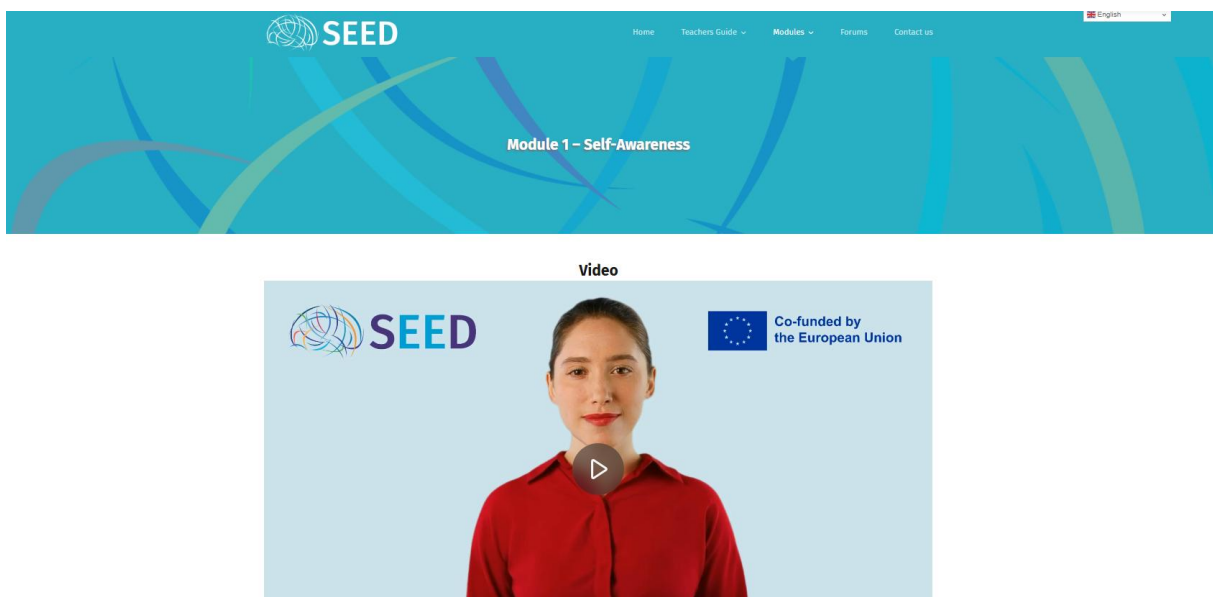 SEED
Home Teachers Guide Modules Forums Contact us
English
Module 1 – Self-Awareness
Video
SEED
Co-funded by
the European Union